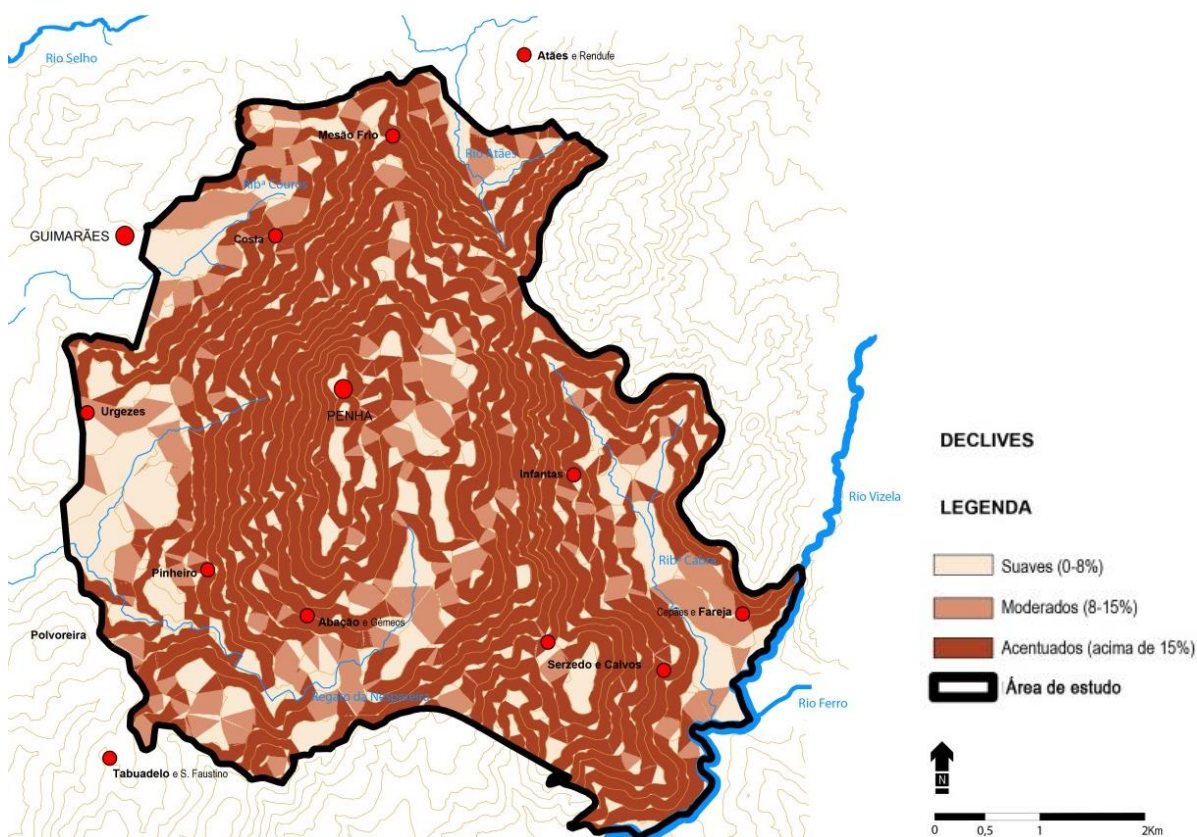 Rio Selho
Atães e Rendufe
Mesão Frio
Rio Atães
Ribª Couros
GUIMARÃES
Costa
PENHA
Urgezes
Infantas
Rio Vizela
Pinheiro
Ribª Cabra
Cepães e Fareja
Abação e Gémeos
Polvoreira
Serzedo e Calvos
Regato da
Rio Ferro
Tabuadelo e S. Faustino
DECLIVES
LEGENDA
Suaves (0-8%)
Moderados (8-15%)
Acentuados (acima de 15%)
Área de estudo
N
0 0,5 1 2Km